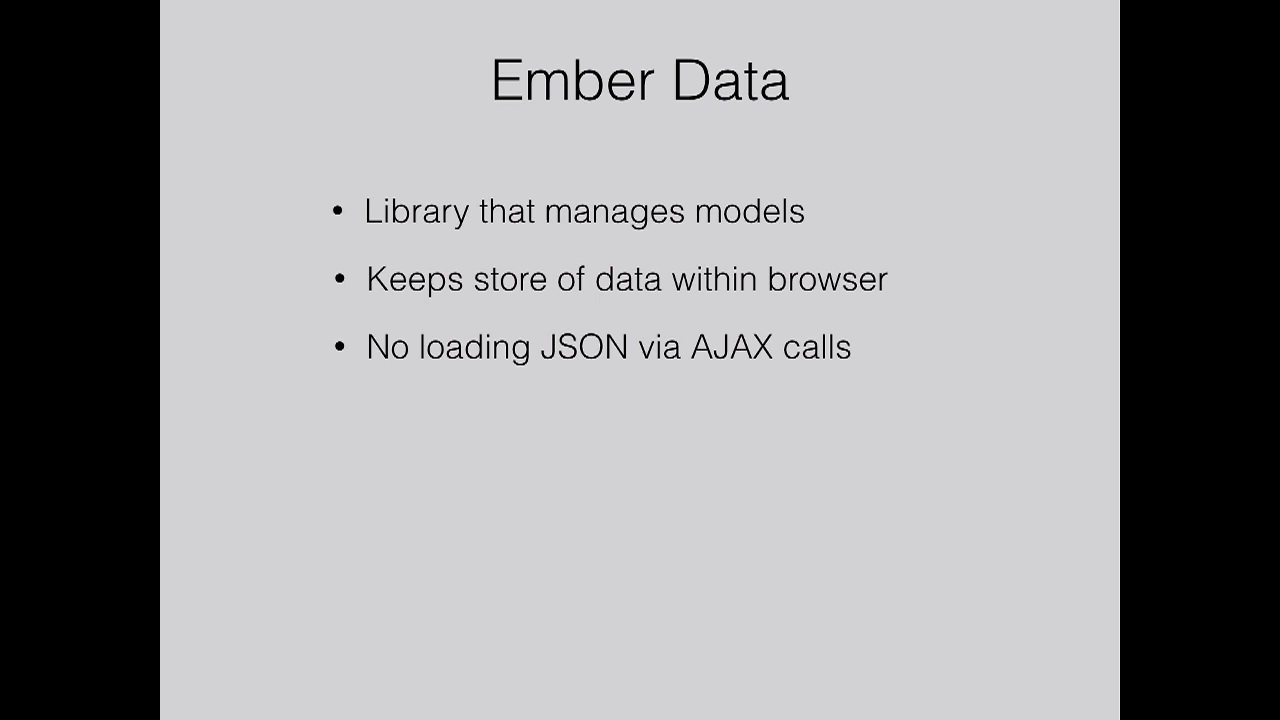 Ember Data
• Library that manages models
• Keeps store of data within browser
• No loading JSON via AJAX calls